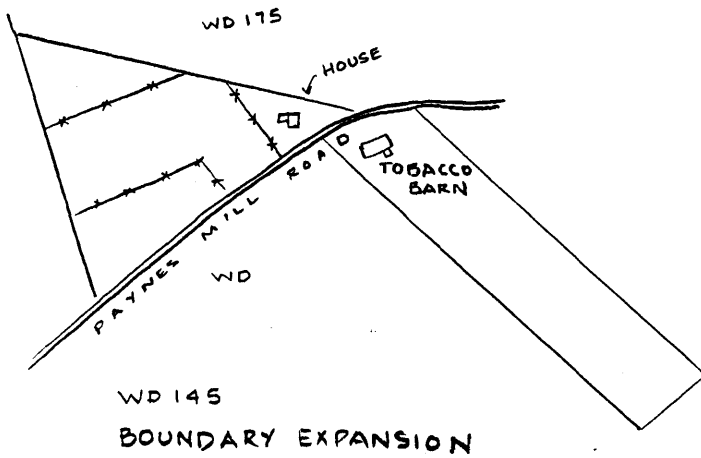 WD 175
HOUSE
TOBACCO
BARN
PAYNES MILL ROAD
WD
WD 145
BOUNDARY EXPANSION